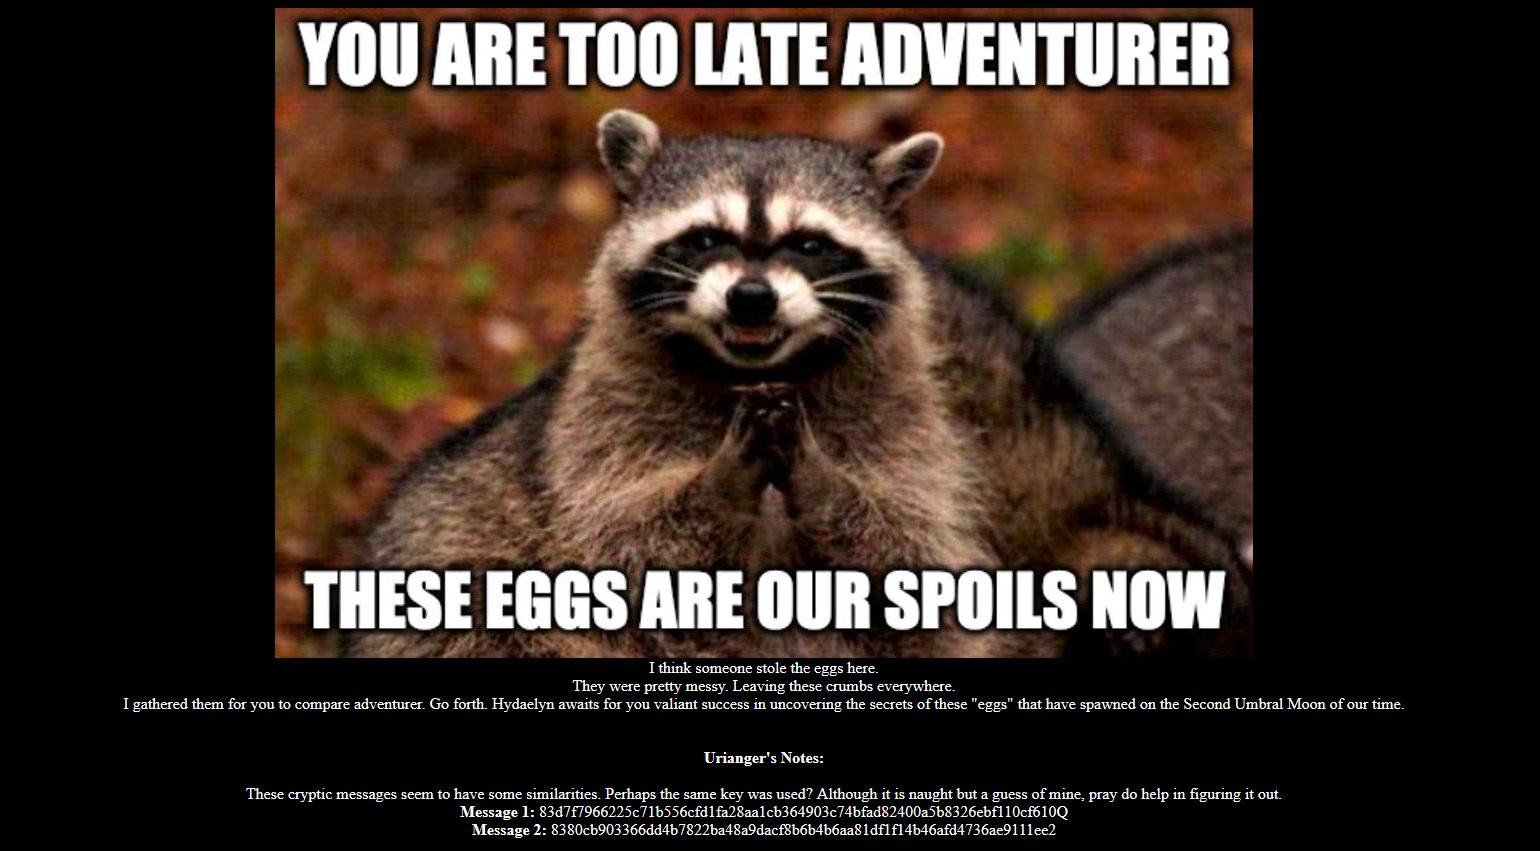 YOU ARE TOO LATE ADVENTURER
THESE EGGS ARE OUR SPOILS NOW
I think someone stole the eggs here.
They were pretty messy. Leaving these crumbs everywhere.
I gathered them for you to compare adventurer. Go forth. Hydaelyn awaits for you valiant success in uncovering the secrets of these "eggs" that have spawned on the Second Umbral Moon of our time.
Urianger's Notes:
These cryptic messages seem to have some similarities. Perhaps the same key was used? Although it is naught but a guess of mine, pray do help in figuring it out.
Message 1: 83d7f7966225c71b556cfd1fa28aa1cb364903c74bfad82400a5b8326ebf110cf610Q
Message 2: 8380cb903366dd4b7822ba48a9dacf8b6b4b6aa81df1f14b46afd4736ae9111ee2